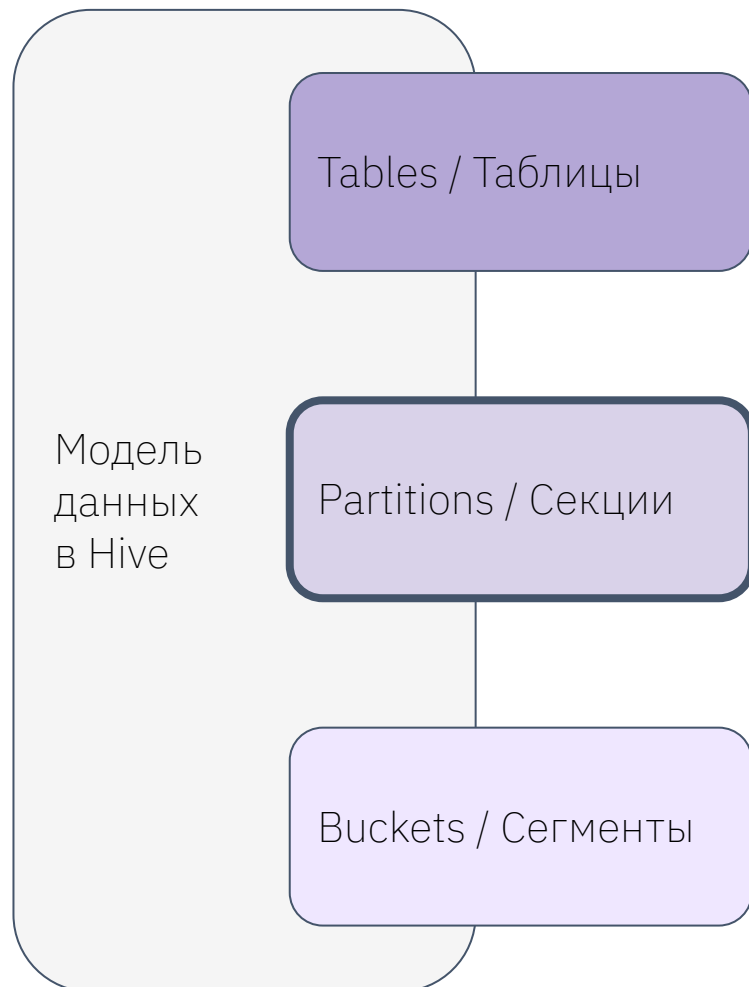 Tables / Таблицы
Модель
данных
в Hive
Partitions / Секции
Buckets / Сегменты